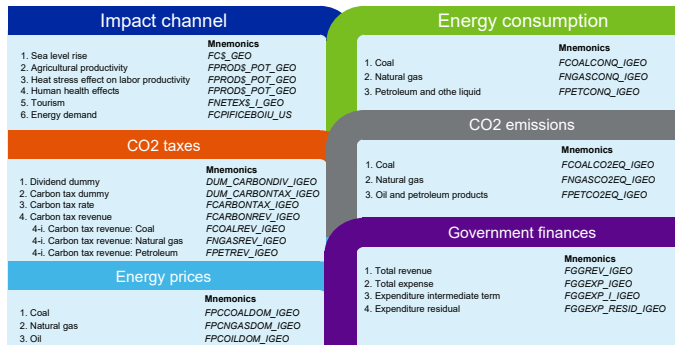 Impact channel
Mnemonics
1. Sea level rise FC$_GEO
2. Agricultural productivity FPROD$_POT_GEO
3. Heat stress effect on labor productivity FPROD$_POT_GEO
4. Human health effects FPROD$_POT_GEO
5. Tourism FNETEX$_I_GEO
6. Energy demand FCPIFICEBOIU_US
CO2 taxes
Mnemonics
1. Dividend dummy DUM_CARBONDIV_IGEO
2. Carbon tax dummy DUM_CARBONTAX_IGEO
3. Carbon tax rate FCARBONTAX_IGEO
4. Carbon tax revenue FCARBONREV_IGEO
4-i. Carbon tax revenue: Coal FCOALREV_IGEO
4-i. Carbon tax revenue: Natural gas FNGASREV_IGEO
4-i. Carbon tax revenue: Petroleum FPETREV_IGEO
Energy prices
Mnemonics
1. Coal FPCCOALDOM_IGEO
2. Natural gas FPCNGASDOM_IGEO
3. Oil FPCOILDOM_IGEO
Energy consumption
Mnemonics
1. Coal FCOALCONQ_IGEO
2. Natural gas FNGASCONQ_IGEO
3. Petroleum and othe liquid FPETCONQ_IGEO
CO2 emissions
Mnemonics
1. Coal FCOALCO2EQ_IGEO
2. Natural gas FNGASCO2EQ_IGEO
3. Oil and petroleum products FPETCO2EQ_IGEO
Government finances
Mnemonics
1. Total revenue FGGREV_IGEO
2. Total expense FGGEXP_IGEO
3. Expenditure intermediate term FGGEXP_I_IGEO
4. Expenditure residual FGGEXP_RESID_IGEO